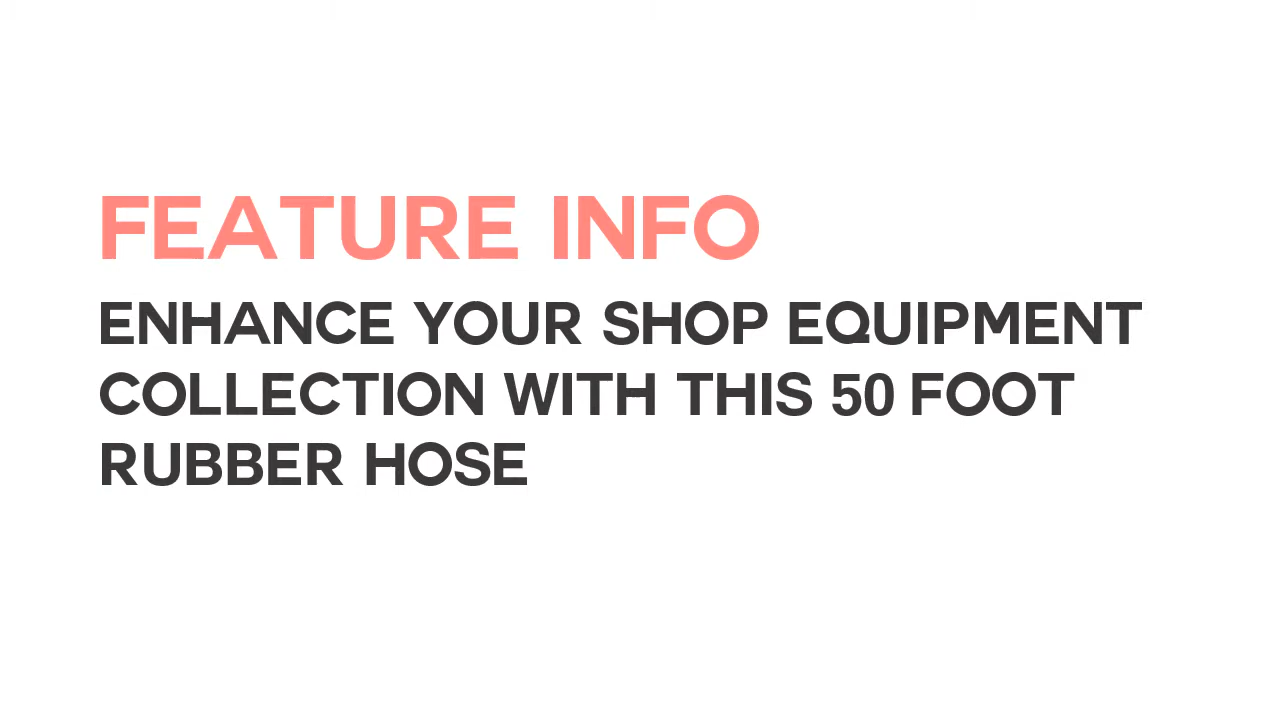 FEATURE INFO
ENHANCE YOUR SHOP EQUIPMENT
COLLECTION WITH THIS 50 FOOT
RUBBER HOSE